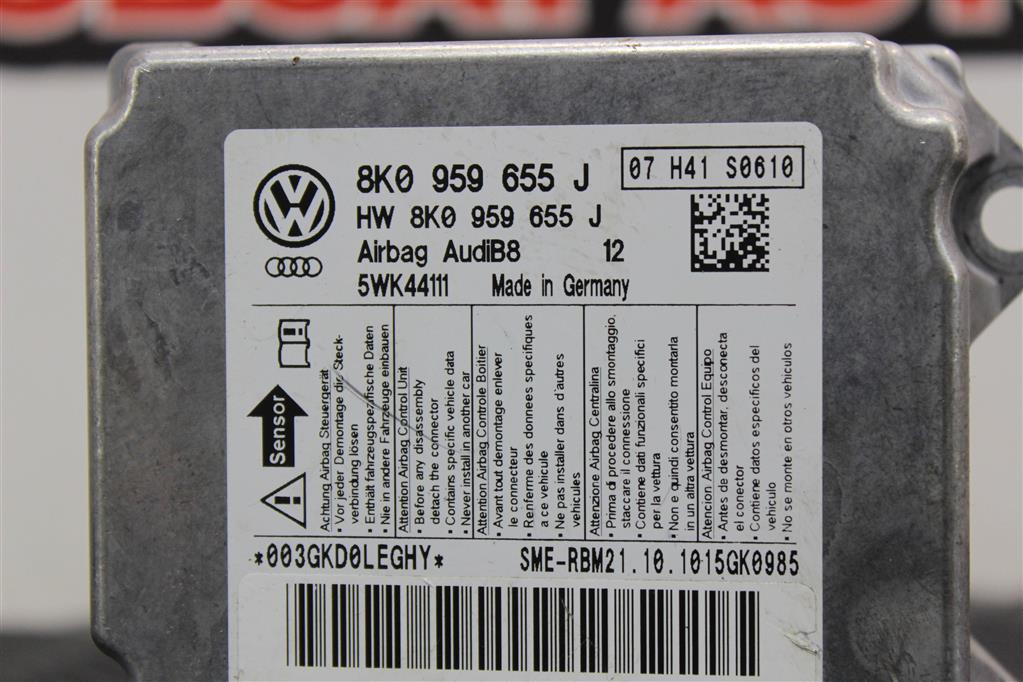 8K0 959 655 J
07 H41 S0610
HW 8K0 959 655 J
Airbag AudiB8 12
5WK44111 Made in Germany
Sensor
Achtung Airbag Steuergerät
• Vor jeder Demontage die Steck-
verbindung lösen
• Enthält fahrzeugspezifische Daten
• Nie in andere Fahrzeuge einbauen
Attention Airbag Control Unit
• Before any disassembly
detach the connector
• Contains specific vehicle data
• Never install in another car
Attention Airbag Controle Boitier
• Avant tout demontage enlever
le connecteur
• Renferme des donnees specifiques
a ce vehicule
• Ne pas installer dans d'autres
vehicules
Attenzione Airbag Centralina
• Prima di procedere allo smontaggio,
staccare il connessione
• Contiene dati funzionali specifici
per la vettura
• Non e quindi consentito montarla
in un altra vettura
Atencion Airbag Control Equipo
• Antes de desmontar, desconecta
el conector
• Contiene datos especificos del
vehiculo
• No se monte en otros vehiculos
*003GKD0LEGHY* SME-RBM21.10.1015GK0985